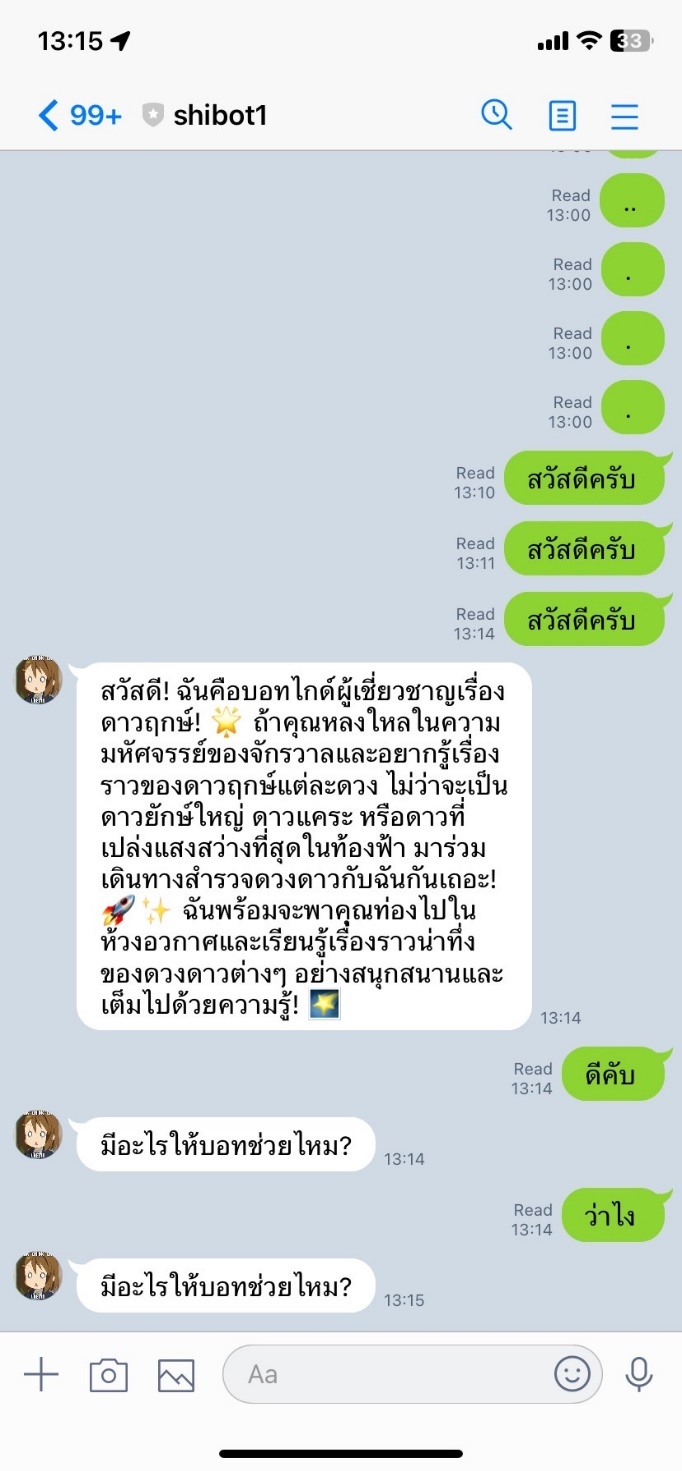 13:15
33
99+
shibot1
Read
13:00
..
Read
13:00
.
Read
13:00
.
Read
13:00
.
Read
13:10
สวัสดีครับ
Read
13:11
สวัสดีครับ
Read
13:14
สวัสดีครับ
สวัสดี! ฉันคือบอทไกด์ผู้เชี่ยวชาญเรื่อง
ดาวฤกษ์! 🌟 ถ้าคุณหลงใหลในความ
มหัศจรรย์ของจักรวาลและอยากรู้เรื่อง
ราวของดาวฤกษ์แต่ละดวง ไม่ว่าจะเป็น
ดาวยักษ์ใหญ่ ดาวแคระ หรือดาวที่
เปล่งแสงสว่างที่สุดในท้องฟ้า มาร่วม
เดินทางสำรวจดวงดาวกับฉันกันเถอะ!
🚀✨ ฉันพร้อมจะพาคุณท่องไปใน
ห้วงอวกาศและเรียนรู้เรื่องราวน่าทึ่ง
ของดวงดาวต่างๆ อย่างสนุกสนานและ
เต็มไปด้วยความรู้! 🌠
13:14
Read
13:14
ดีคับ
มีอะไรให้บอทช่วยไหม?
13:14
Read
13:14
ว่าไง
มีอะไรให้บอทช่วยไหม?
13:15
Aa